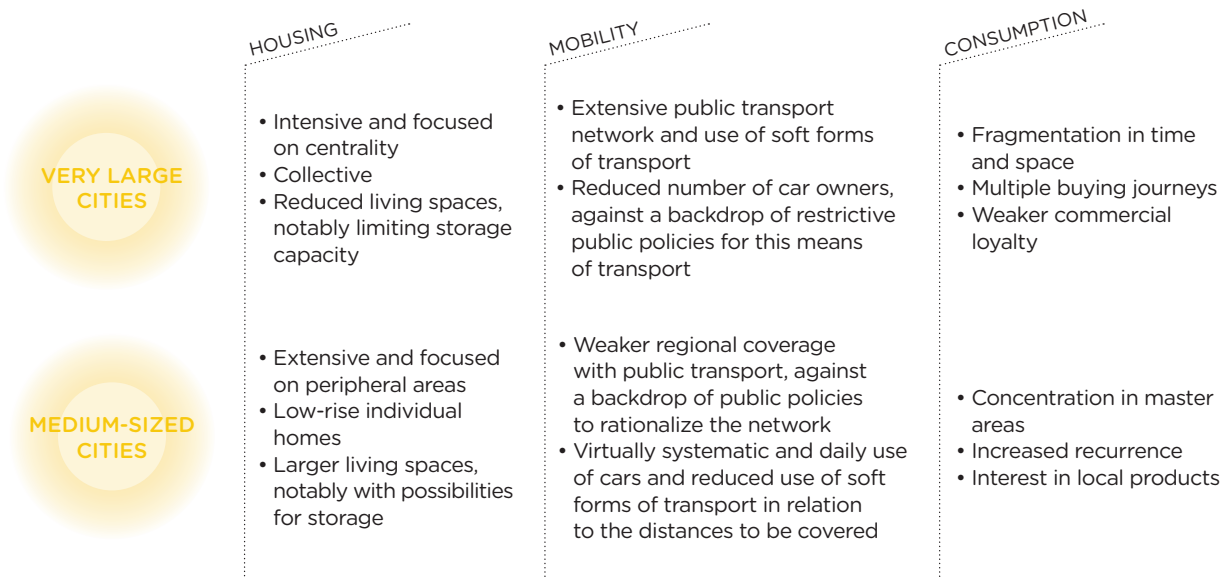 HOUSING
MOBILITY
CONSUMPTION
VERY LARGE
CITIES
• Intensive and focused
on centrality
• Collective
• Reduced living spaces,
notably limiting storage
capacity
• Extensive public transport
network and use of soft forms
of transport
• Reduced number of car owners,
against a backdrop of restrictive
public policies for this means
of transport
• Fragmentation in time
and space
• Multiple buying journeys
• Weaker commercial
loyalty
MEDIUM-SIZED
CITIES
• Extensive and focused
on peripheral areas
• Low-rise individual
homes
• Larger living spaces,
notably with possibilities
for storage
• Weaker regional coverage
with public transport, against
a backdrop of public policies
to rationalize the network
• Virtually systematic and daily use
of cars and reduced use of soft
forms of transport in relation
to the distances to be covered
• Concentration in master
areas
• Increased recurrence
• Interest in local products